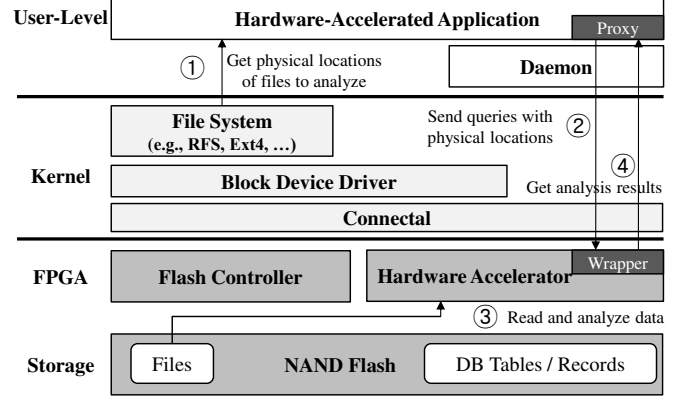 User-Level
Hardware-Accelerated Application
Proxy
① Get physical locations
of files to analyze
Daemon
Send queries with
physical locations ②
File System
(e.g., RFS, Ext4, …)
④
Kernel
Block Device Driver
Get analysis results
Connectal
FPGA
Flash Controller
Hardware Accelerator
Wrapper
③ Read and analyze data
Storage
Files
NAND Flash
DB Tables / Records